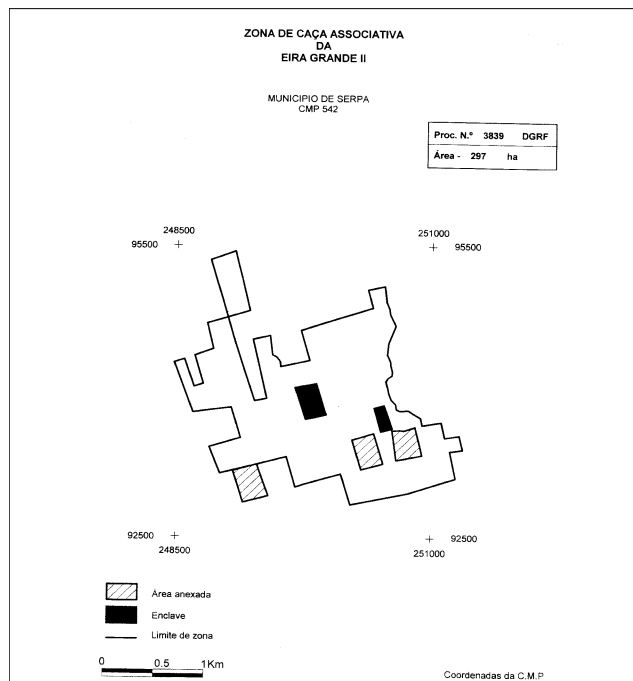 ZONA DE CAÇA ASSOCIATIVA
DA
EIRA GRANDE II
MUNICIPIO DE SERPA
CMP 542
Proc. N.º 3839 DGRF
Área - 297 ha
248500
95500
251000
95500
92500
248500
92500
251000
Área anexada
Enclave
Limite de zona
0 0.5 1Km
Coordenadas da C.M.P